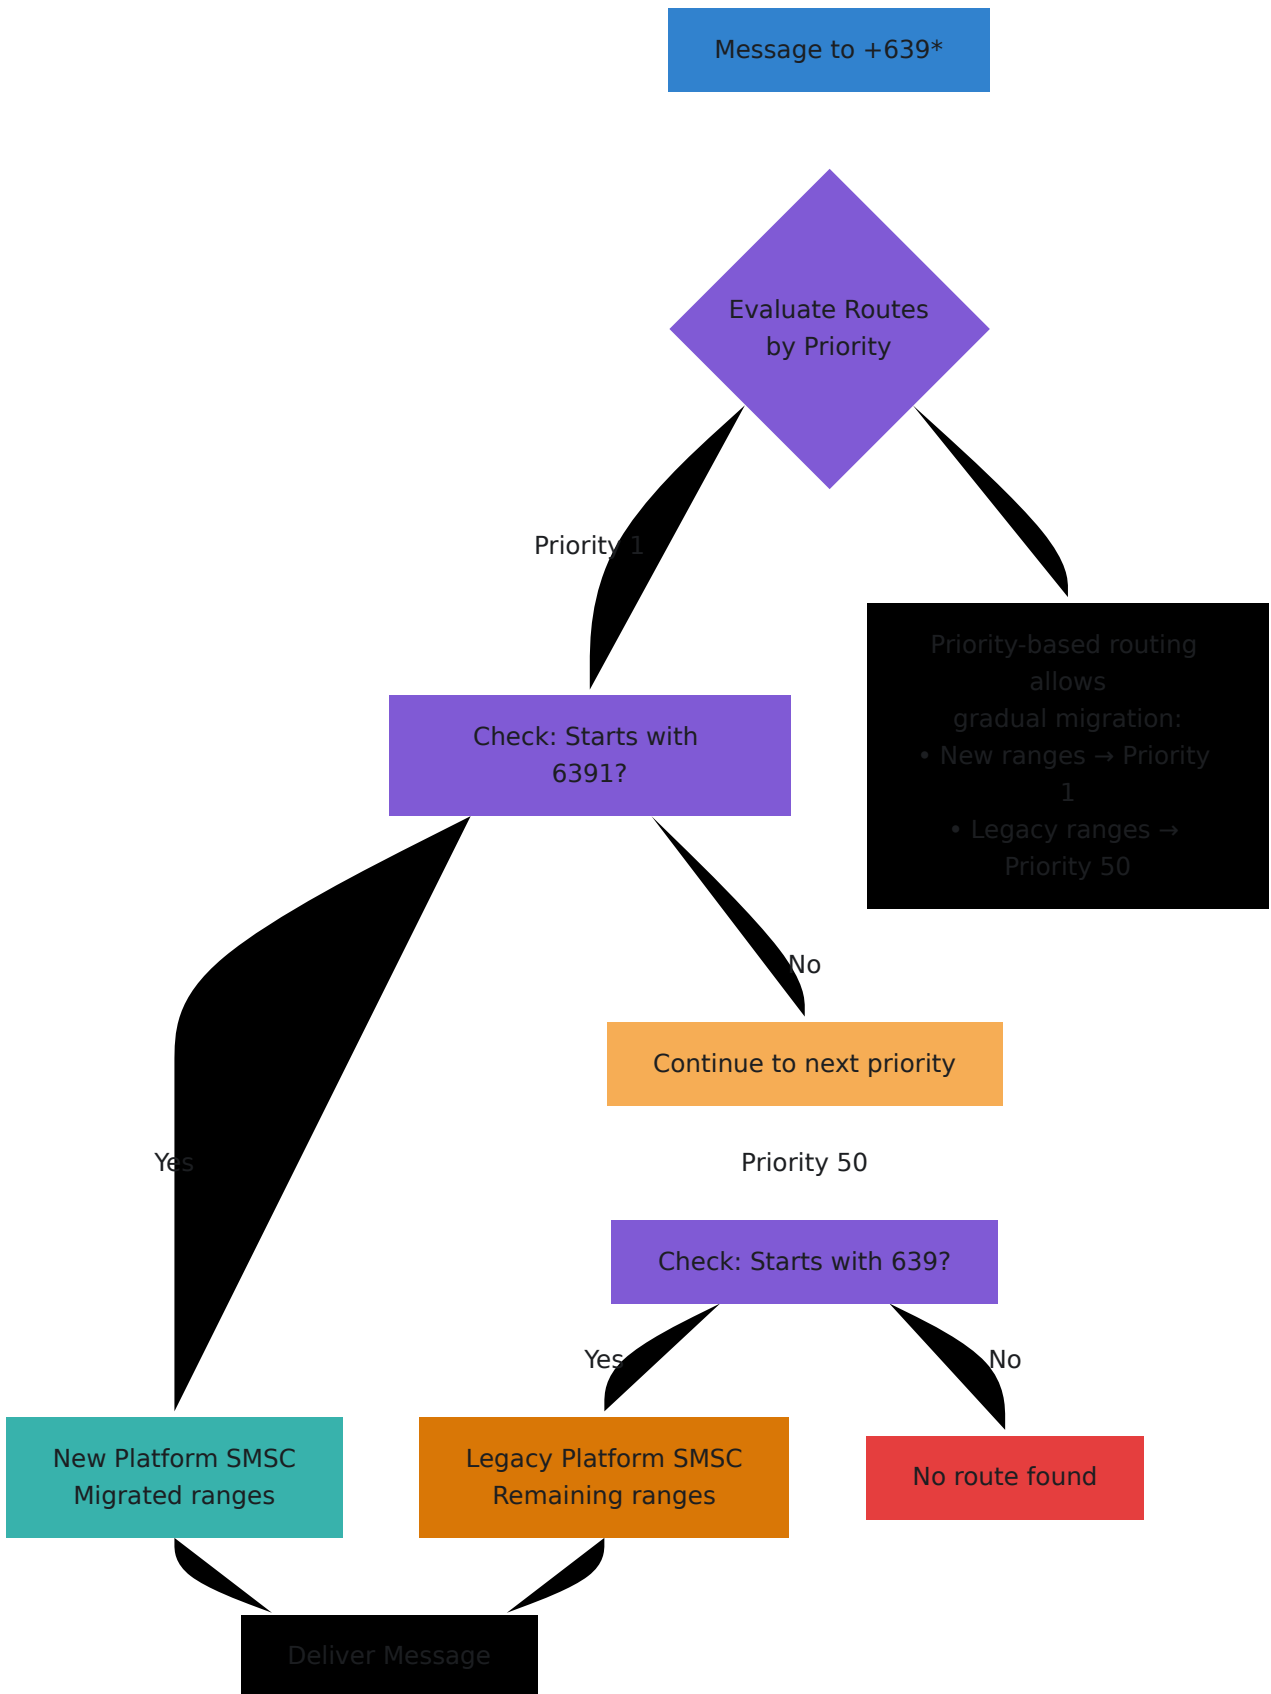 Message to +639*
Evaluate Routes
by Priority
Priority 1
Priority-based routing
allows
gradual migration:
• New ranges → Priority
1
• Legacy ranges →
Priority 50
Check: Starts with
6391?
No
Continue to next priority
Yes
Priority 50
Check: Starts with 639?
Yes
No
New Platform SMSC
Migrated ranges
Legacy Platform SMSC
Remaining ranges
No route found
Deliver Message